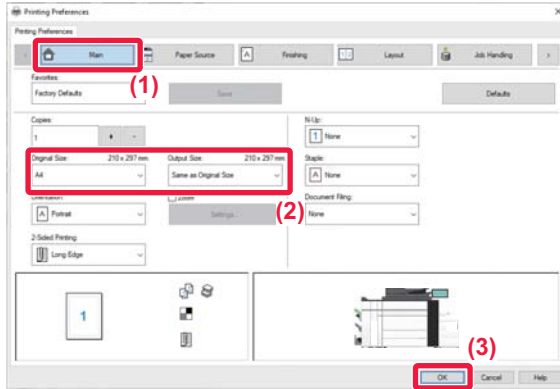 Printing Preferences
Printing Preferences
Main
Paper Source
Finishing
Layout
Job Handling
(1)
Favorites:
Factory Defaults
Save
Defaults
Copies:
1
+ -
N-Up:
1 None
Original Size: 210 x 297 mm
A4
Output Size: 210 x 297 mm
Same as Original Size
Staple:
A None
(2)
Orientation:
A Portrait
Zoom
Settings...
Document Filing:
None
2-Sided Printing:
Long Edge
1
(3)
OK
Cancel
Help